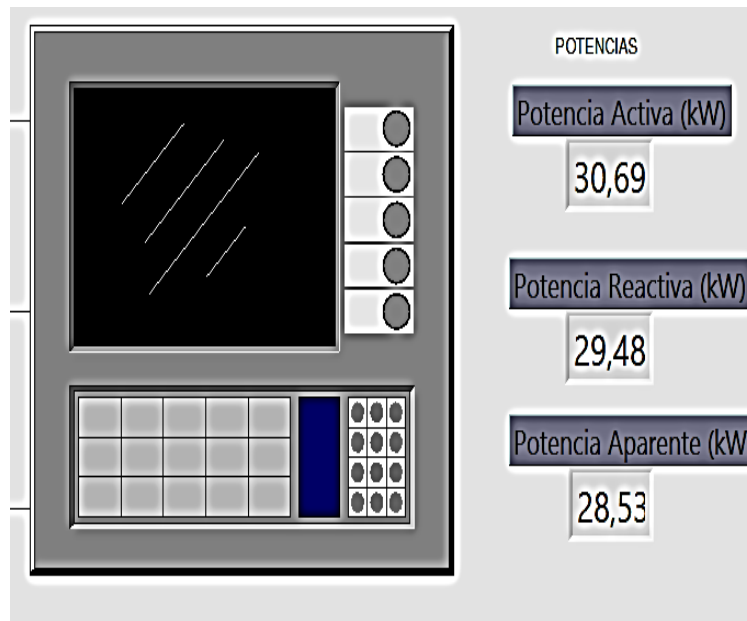 POTENCIAS
Potencia Activa (kW)
30,69
Potencia Reactiva (kW)
29,48
Potencia Aparente (kW
28,53